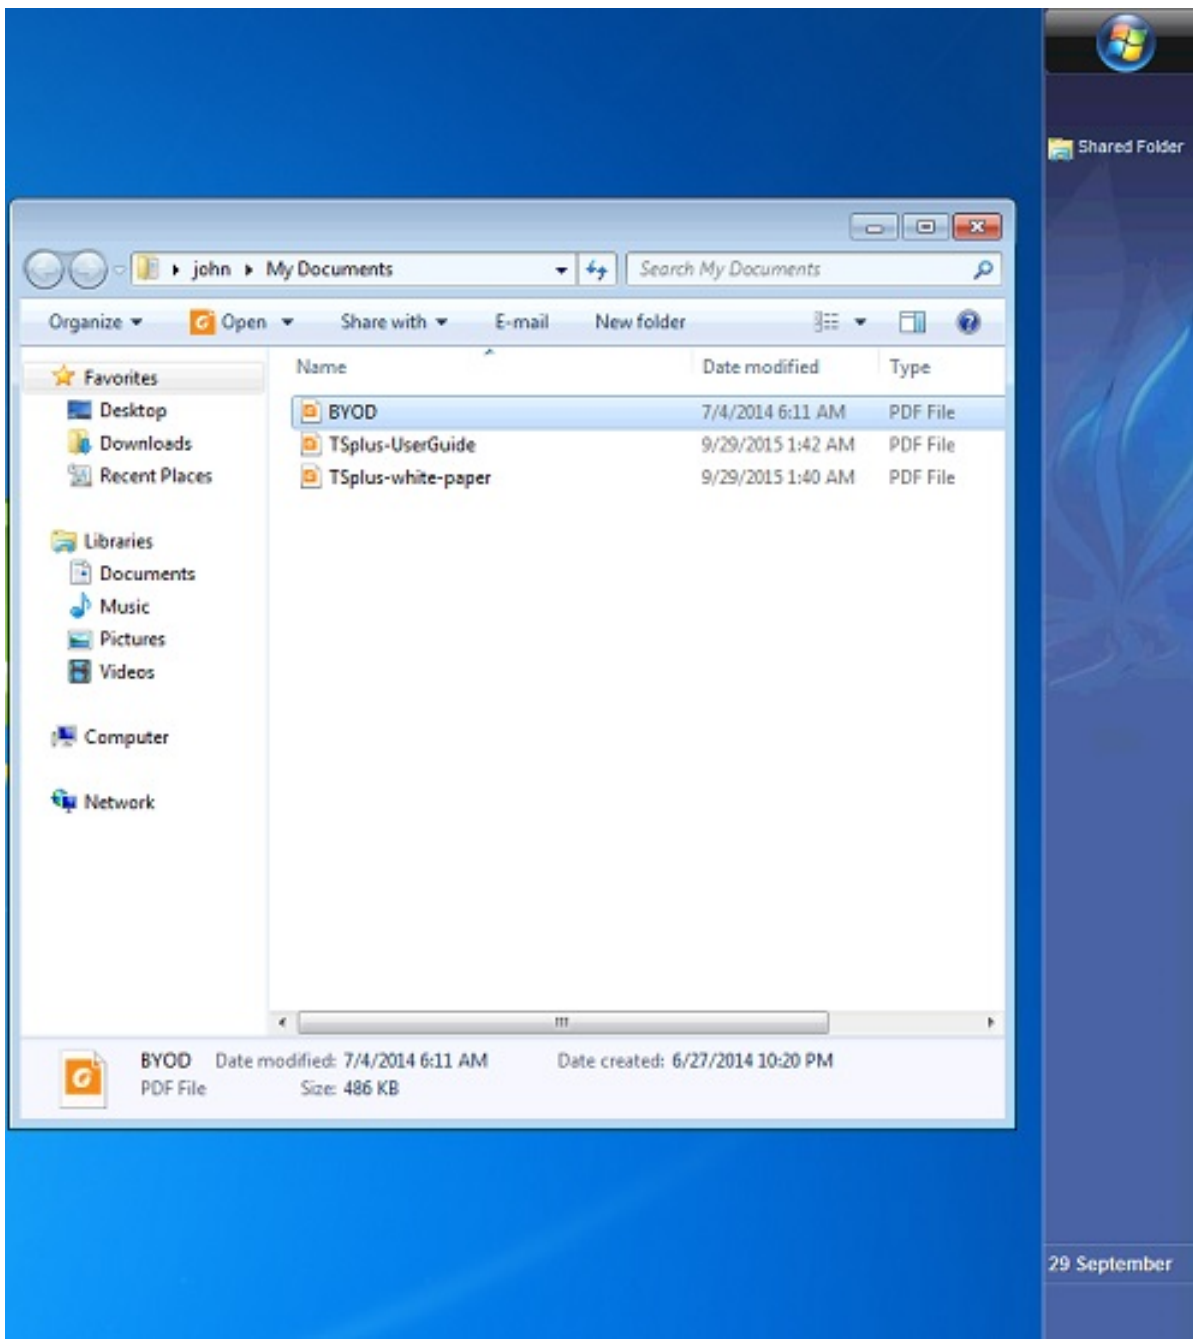 Shared Folder
john My Documents
Search My Documents
Organize Open Share with E-mail New folder
Name Date modified Type
Favorites
Desktop
Downloads
Recent Places
BYOD 7/4/2014 6:11 AM PDF File
TSplus-UserGuide 9/29/2015 1:42 AM PDF File
TSplus-white-paper 9/29/2015 1:40 AM PDF File
Libraries
Documents
Music
Pictures
Videos
Computer
Network
BYOD Date modified: 7/4/2014 6:11 AM Date created: 6/27/2014 10:20 PM
PDF File Size: 486 KB
29 September